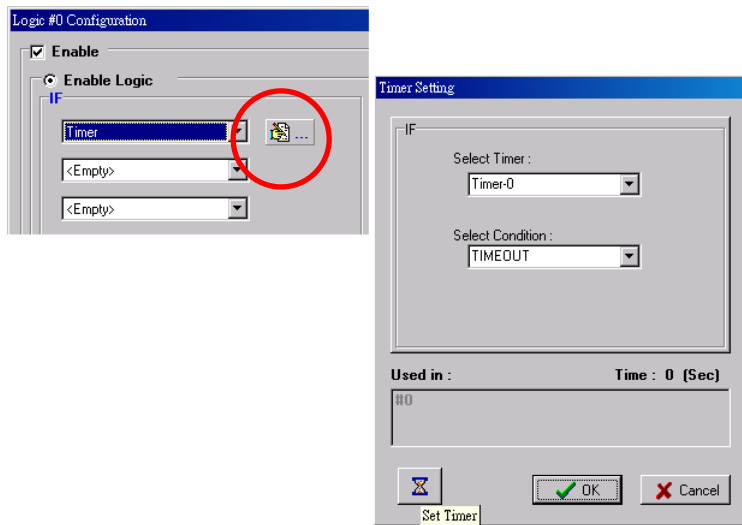 Logic #0 Configuration
Enable
Enable Logic
IF
Timer
...
<Empty>
<Empty>
Timer Setting
IF
Select Timer :
Timer-0
Select Condition :
TIMEOUT
Used in :
Time : 0 (Sec)
#0
OK
Cancel
Set Timer